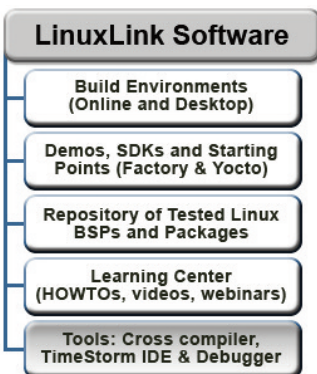 LinuxLink Software
Build Environments
(Online and Desktop)
Demos, SDKs and Starting
Points (Factory & Yocto)
Repository of Tested Linux
BSPs and Packages
Learning Center
(HOWTOs, videos, webinars)
Tools: Cross compiler,
TimeStorm IDE & Debugger